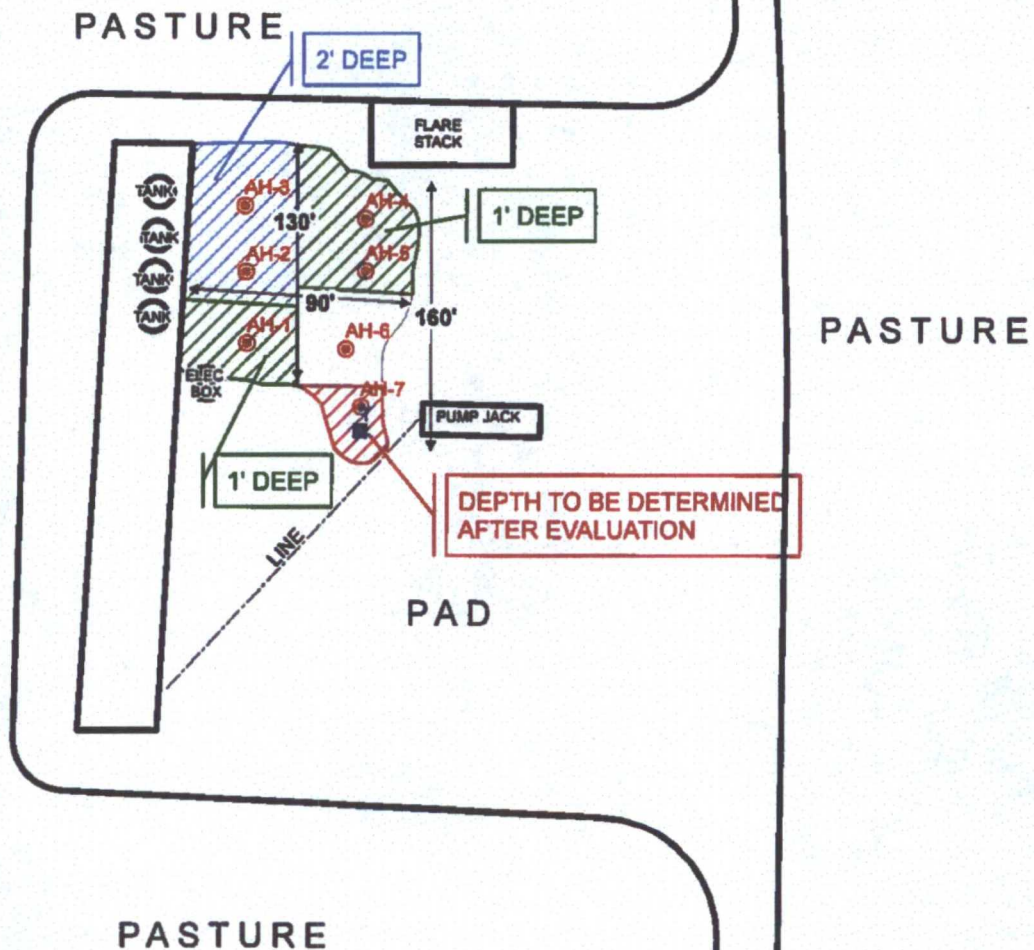 PASTURE
2' DEEP
FLARE
STACK
TANK
AH-3
AH-4
130'
1' DEEP
TANK
AH-2
AH-5
TANK
90'
160'
TANK
AH-1
AH-6
PASTURE
ELEC.
BOX
AH-7
PUMP JACK
1' DEEP
DEPTH TO BE DETERMINED
AFTER EVALUATION
LINE
PAD
PASTURE